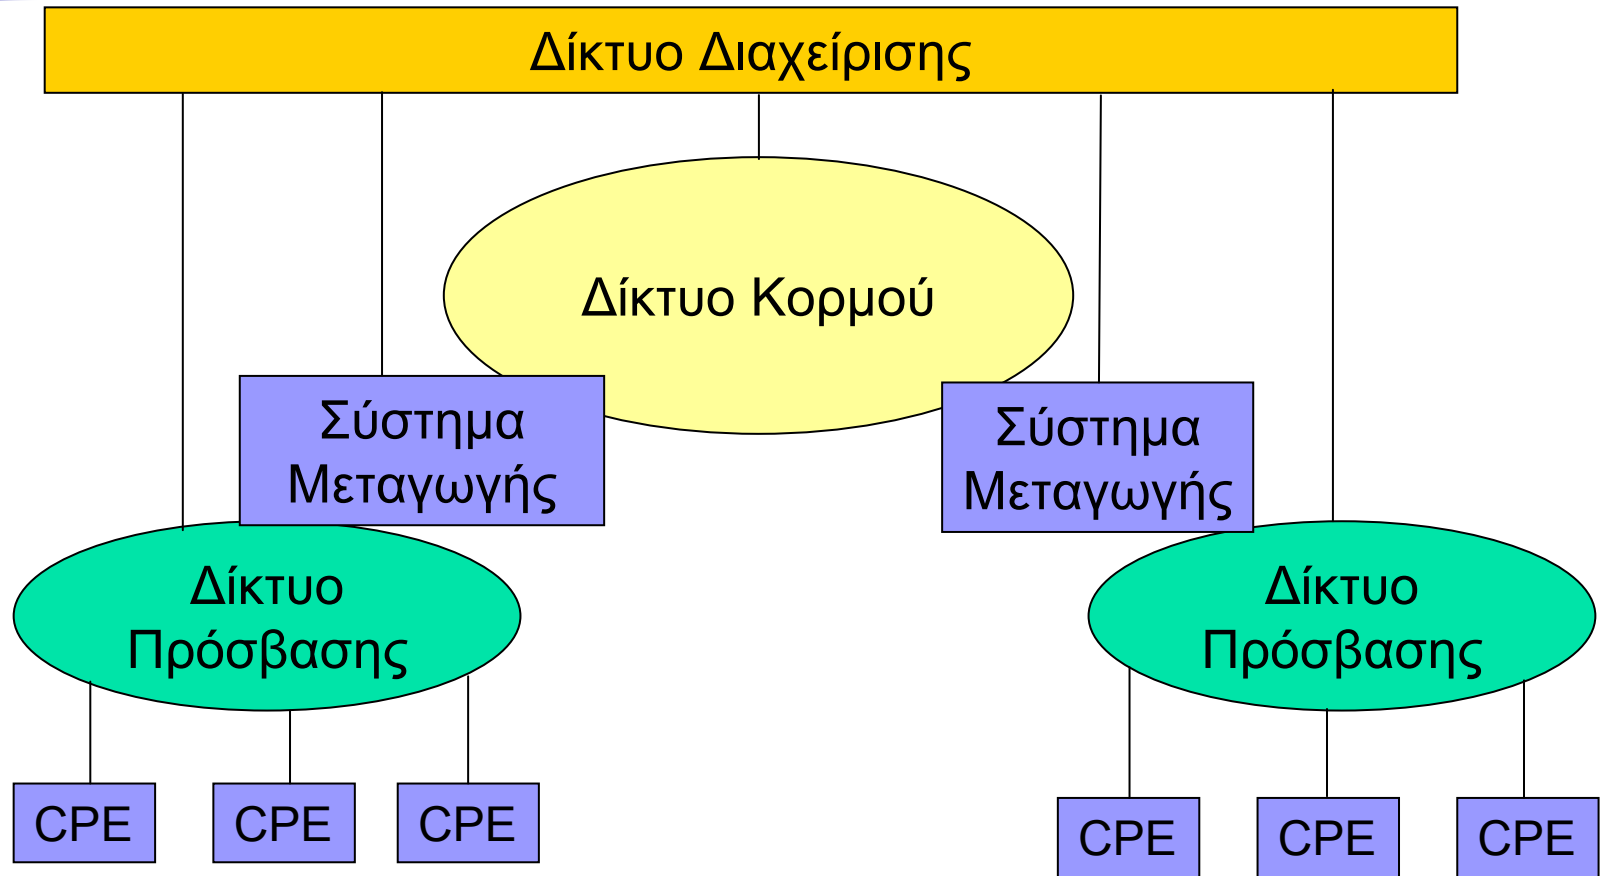 Δίκτυο Διαχείρισης
Δίκτυο Κορμού
Σύστημα
Μεταγωγής
Σύστημα
Μεταγωγής
Δίκτυο
Πρόσβασης
Δίκτυο
Πρόσβασης
CPE
CPE
CPE
CPE
CPE
CPE